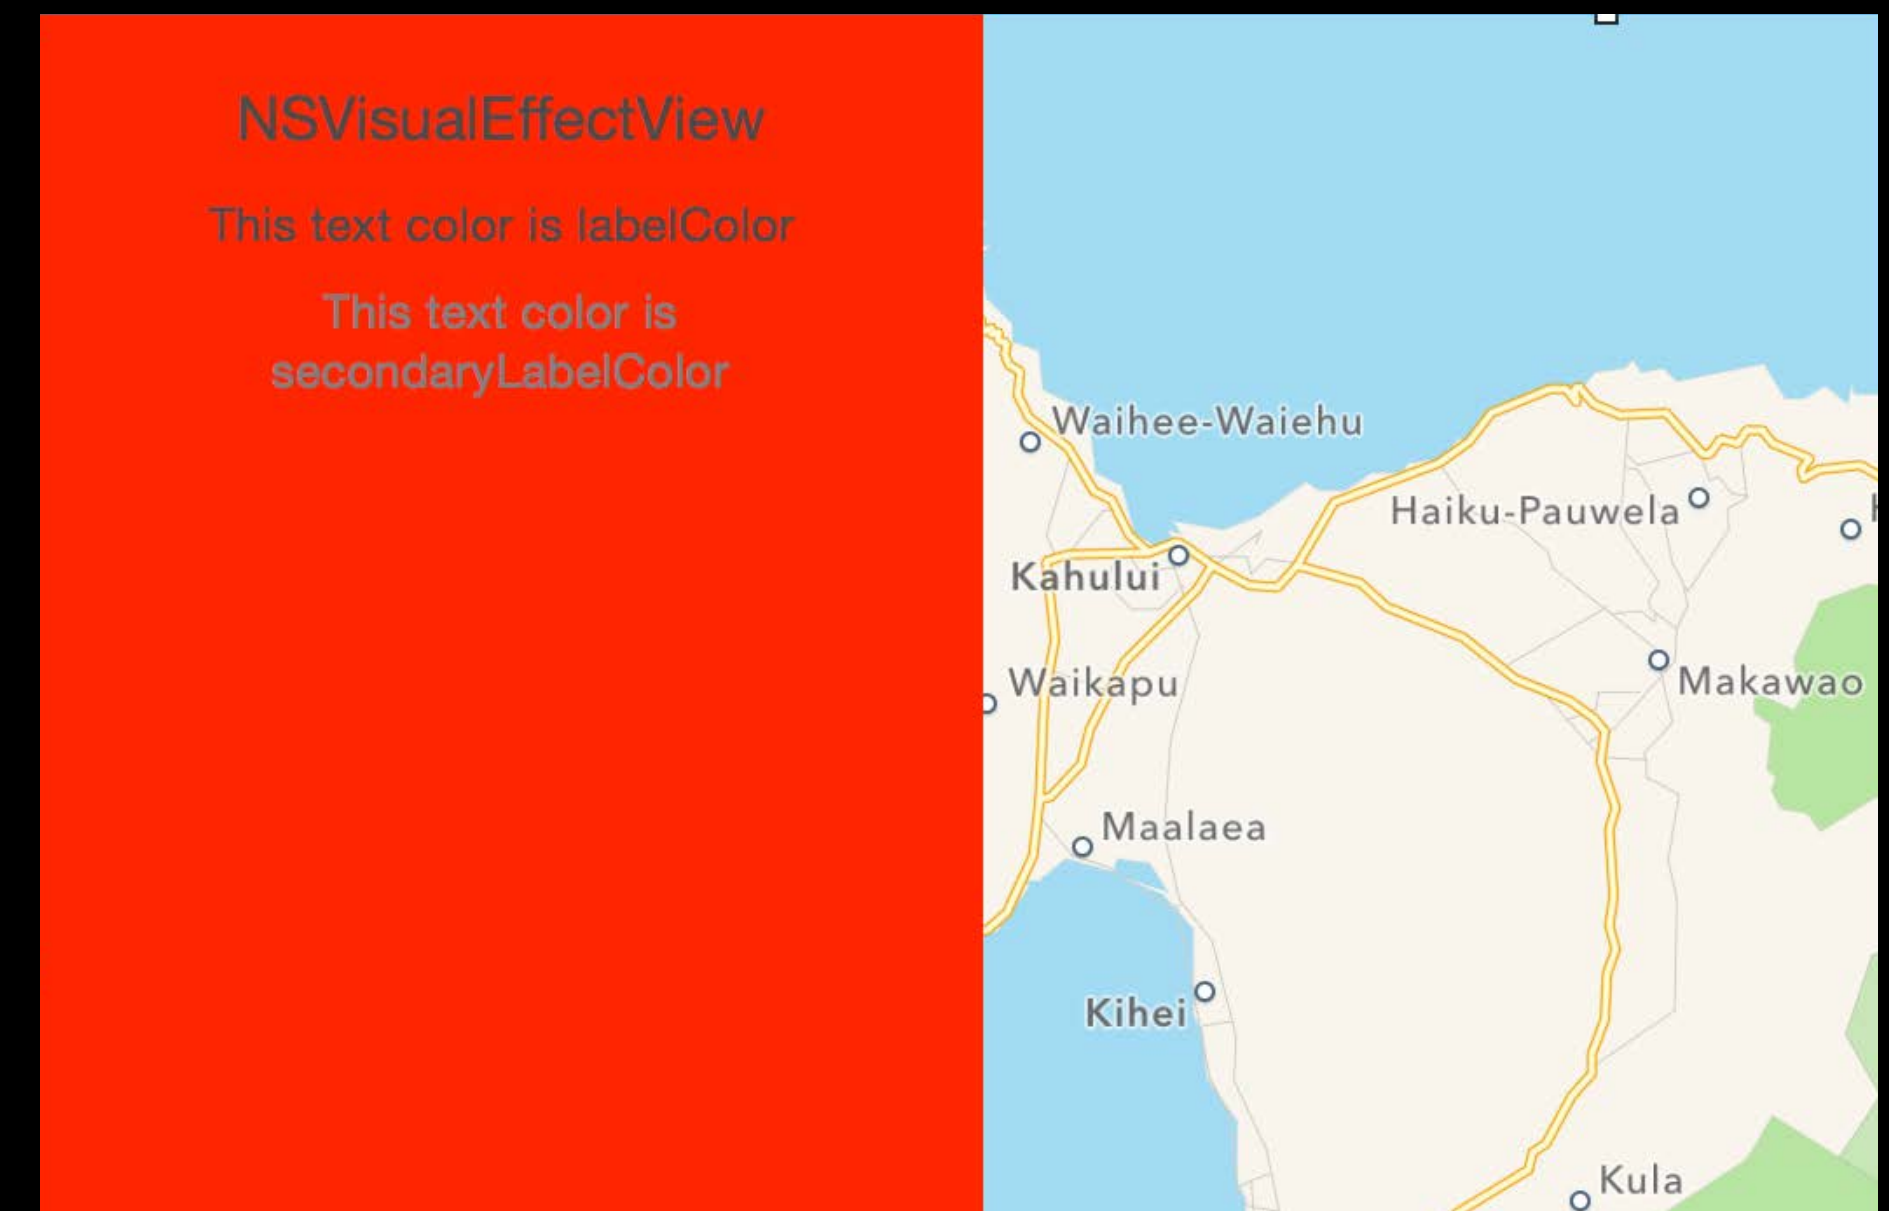 NSVisualEffectView
This text color is labelColor
This text color is
secondaryLabelColor
Waihee-Waiehu
Haiku-Pauwela
Kahului
Waikapu
Makawao
Maalaea
Kihei
Kula